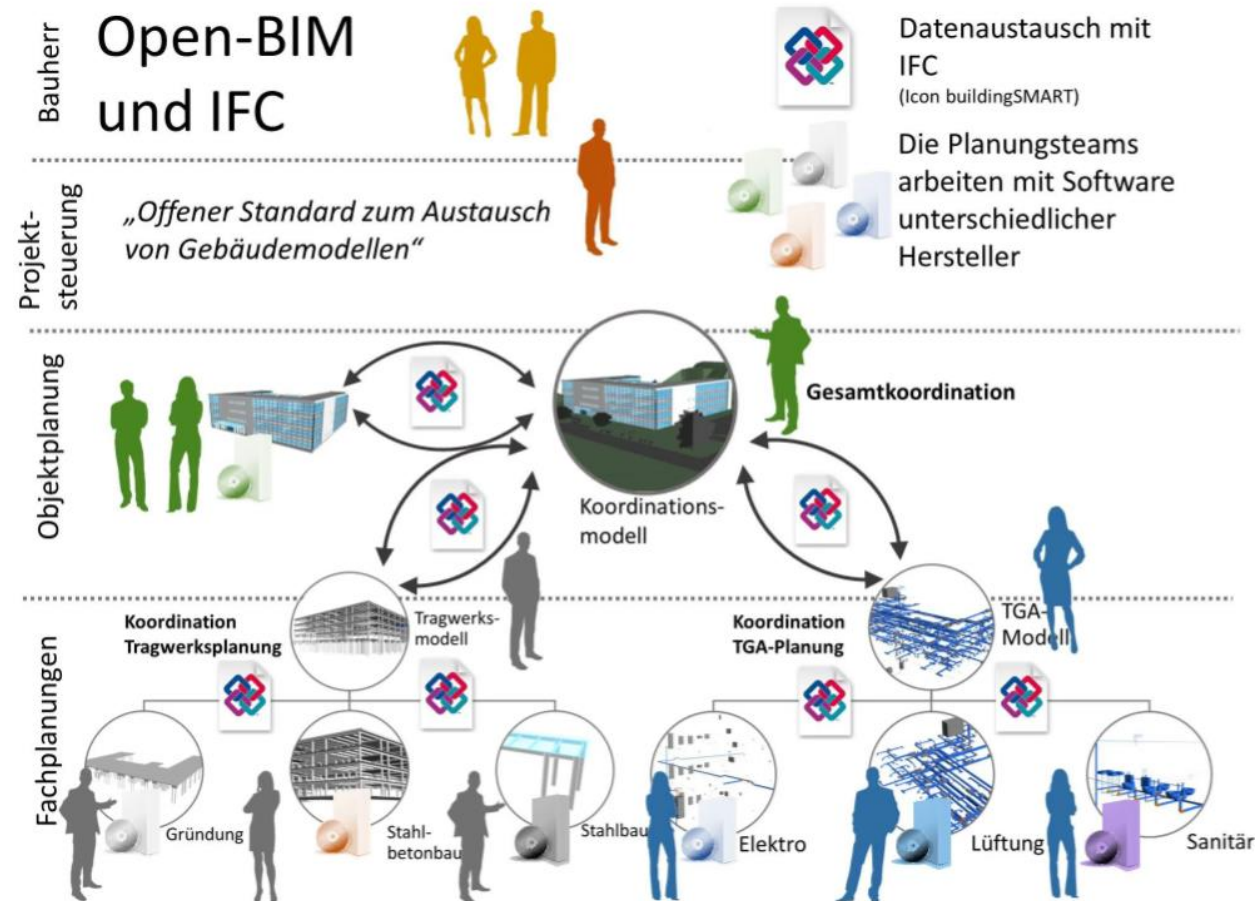 Bauherr
Open-BIM
und IFC
Datenaustausch mit
IFC
(Icon buildingSMART)
Projekt-
steuerung
„Offener Standard zum Austausch
von Gebäudemodellen“
Die Planungsteams
arbeiten mit Software
unterschiedlicher
Hersteller
Objektplanung
Gesamtkoordination
Koordinations-
modell
Fachplanungen
Koordination
Tragwerksplanung
Tragwerks-
modell
Koordination
TGA-Planung
TGA-
Modell
Gründung
Stahl-
betonbau
Stahlbau
Elektro
Lüftung
Sanitär